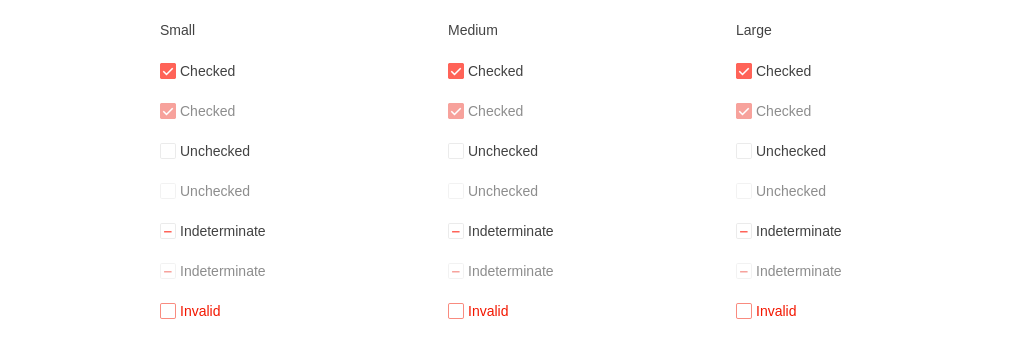 Small
Checked
Checked
Unchecked
Unchecked
Indeterminate
Indeterminate
Invalid
Medium
Checked
Checked
Unchecked
Unchecked
Indeterminate
Indeterminate
Invalid
Large
Checked
Checked
Unchecked
Unchecked
Indeterminate
Indeterminate
Invalid